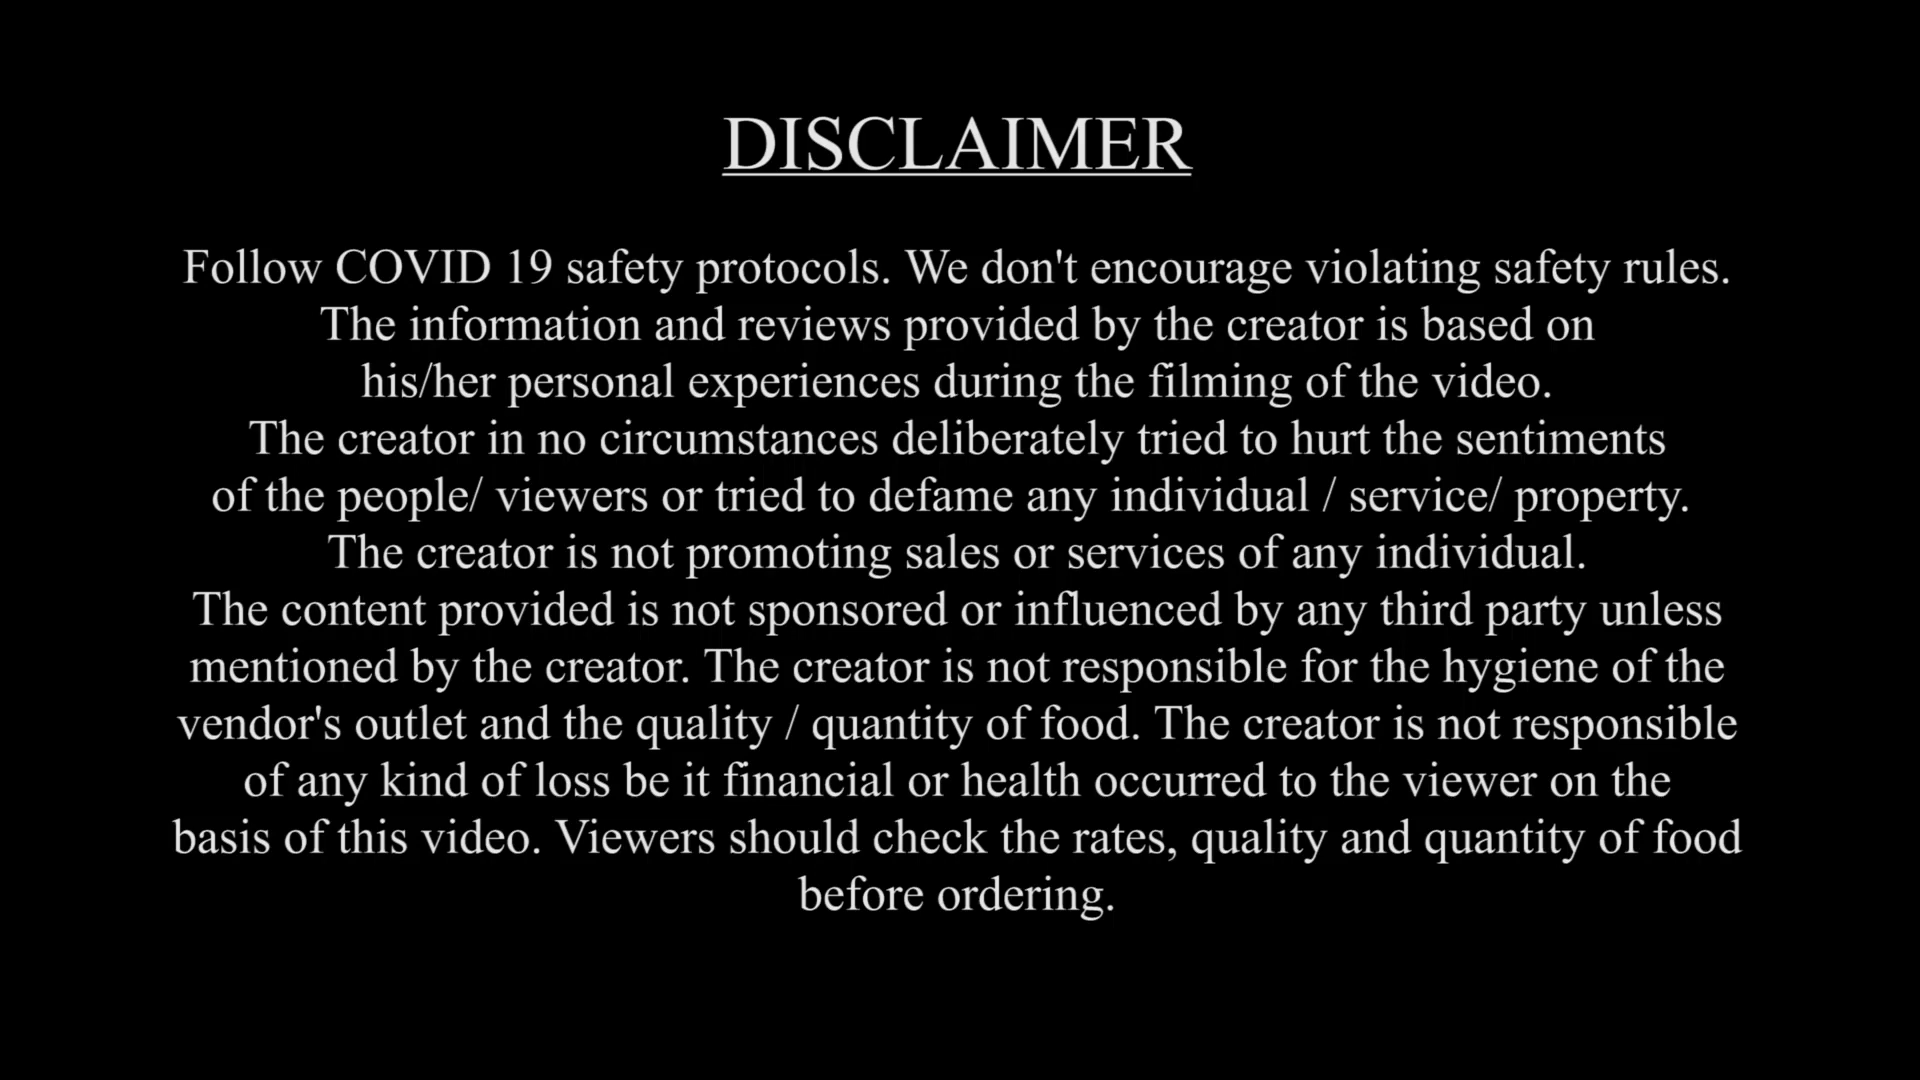 DISCLAIMER
Follow COVID 19 safety protocols. We don't encourage violating safety rules.
The information and reviews provided by the creator is based on
his/her personal experiences during the filming of the video.
The creator in no circumstances deliberately tried to hurt the sentiments
of the people/ viewers or tried to defame any individual / service/ property.
The creator is not promoting sales or services of any individual.
The content provided is not sponsored or influenced by any third party unless
mentioned by the creator. The creator is not responsible for the hygiene of the
vendor's outlet and the quality / quantity of food. The creator is not responsible
of any kind of loss be it financial or health occurred to the viewer on the
basis of this video. Viewers should check the rates, quality and quantity of food
before ordering.